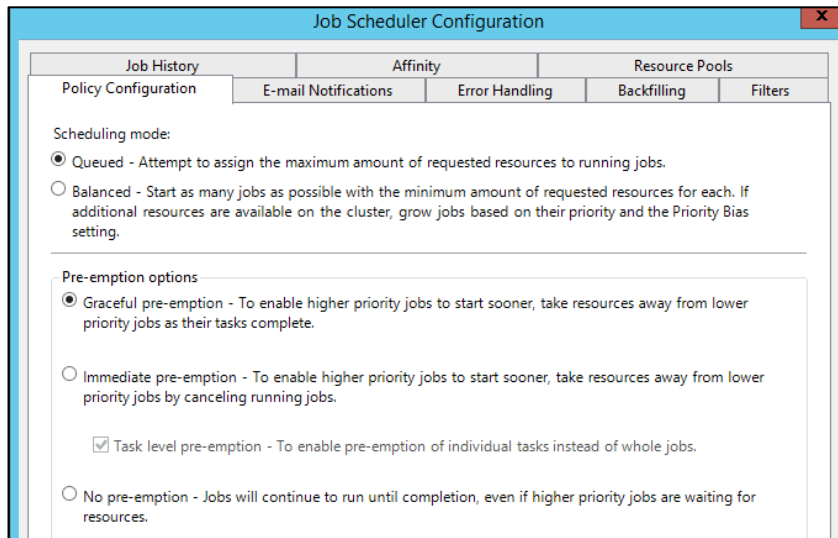 Job Scheduler Configuration
x
Job History
Affinity
Resource Pools
Policy Configuration
E-mail Notifications
Error Handling
Backfilling
Filters
Scheduling mode:
Queued - Attempt to assign the maximum amount of requested resources to running jobs.
Balanced - Start as many jobs as possible with the minimum amount of requested resources for each. If
additional resources are available on the cluster, grow jobs based on their priority and the Priority Bias
setting.
Pre-emption options
Graceful pre-emption - To enable higher priority jobs to start sooner, take resources away from lower
priority jobs as their tasks complete.
Immediate pre-emption - To enable higher priority jobs to start sooner, take resources away from lower
priority jobs by canceling running jobs.
Task level pre-emption - To enable pre-emption of individual tasks instead of whole jobs.
No pre-emption - Jobs will continue to run until completion, even if higher priority jobs are waiting for
resources.